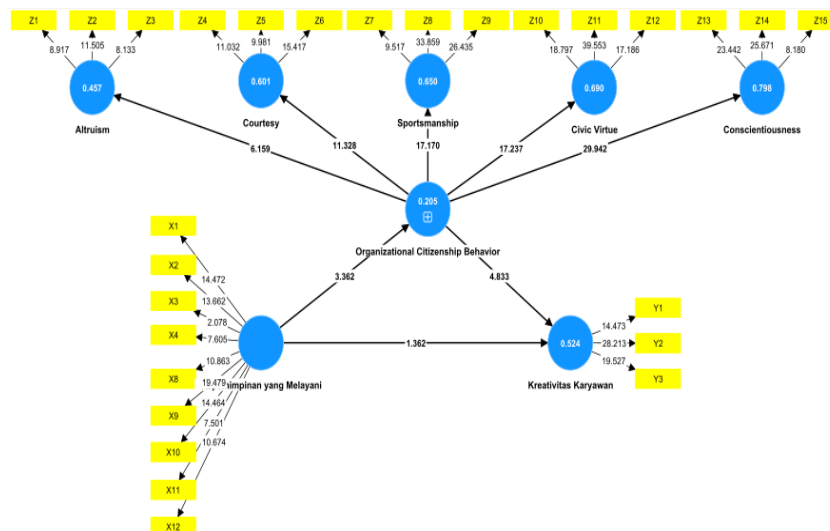 Z1 Z2 Z3 Z4 Z5 Z6 Z7 Z8 Z9 Z10 Z11 Z12 Z13 Z14 Z15
8.917 11.505 8.133 11.032 9.981 15.417 9.517 33.859 26.435 18.797 39.553 17.186 23.442 25.671 8.180
0.457 0.601 0.650 0.690 0.798
Altruism Courtesy Sportsmanship Civic Virtue Conscientiousness
6.159 11.328 17.170 17.237 29.942
0.205
Organizational Citizenship Behavior
X1
X2
X3
X4
X8
X9
X10
X11
X12
14.472
13.662
2.078
7.605
10.863
19.479
14.464
7.501
10.674
3.362 4.833
1.362
yang Melayani
0.524
Kreativitas Karyawan
14.473
28.213
19.527
Y1
Y2
Y3